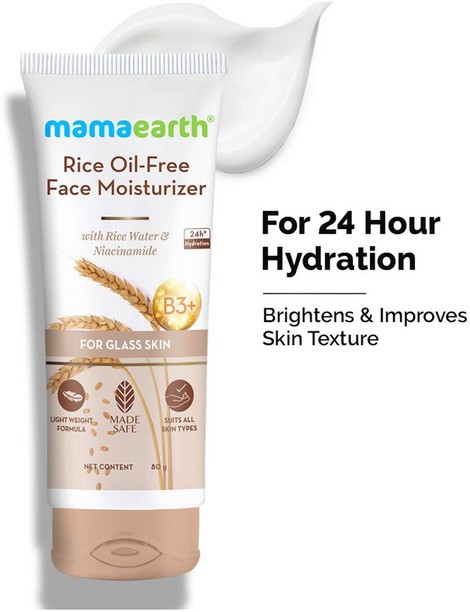 mamaearth®
Rice Oil-Free
Face Moisturizer
with Rice Water &
Niacinamide
24h*
Hydration
B3+
FOR GLASS SKIN
LIGHT WEIGHT
FORMULA
MADE
SAFE
SUITS ALL
SKIN TYPES
NET CONTENT 80 g
For 24 Hour
Hydration
Brightens & Improves
Skin Texture